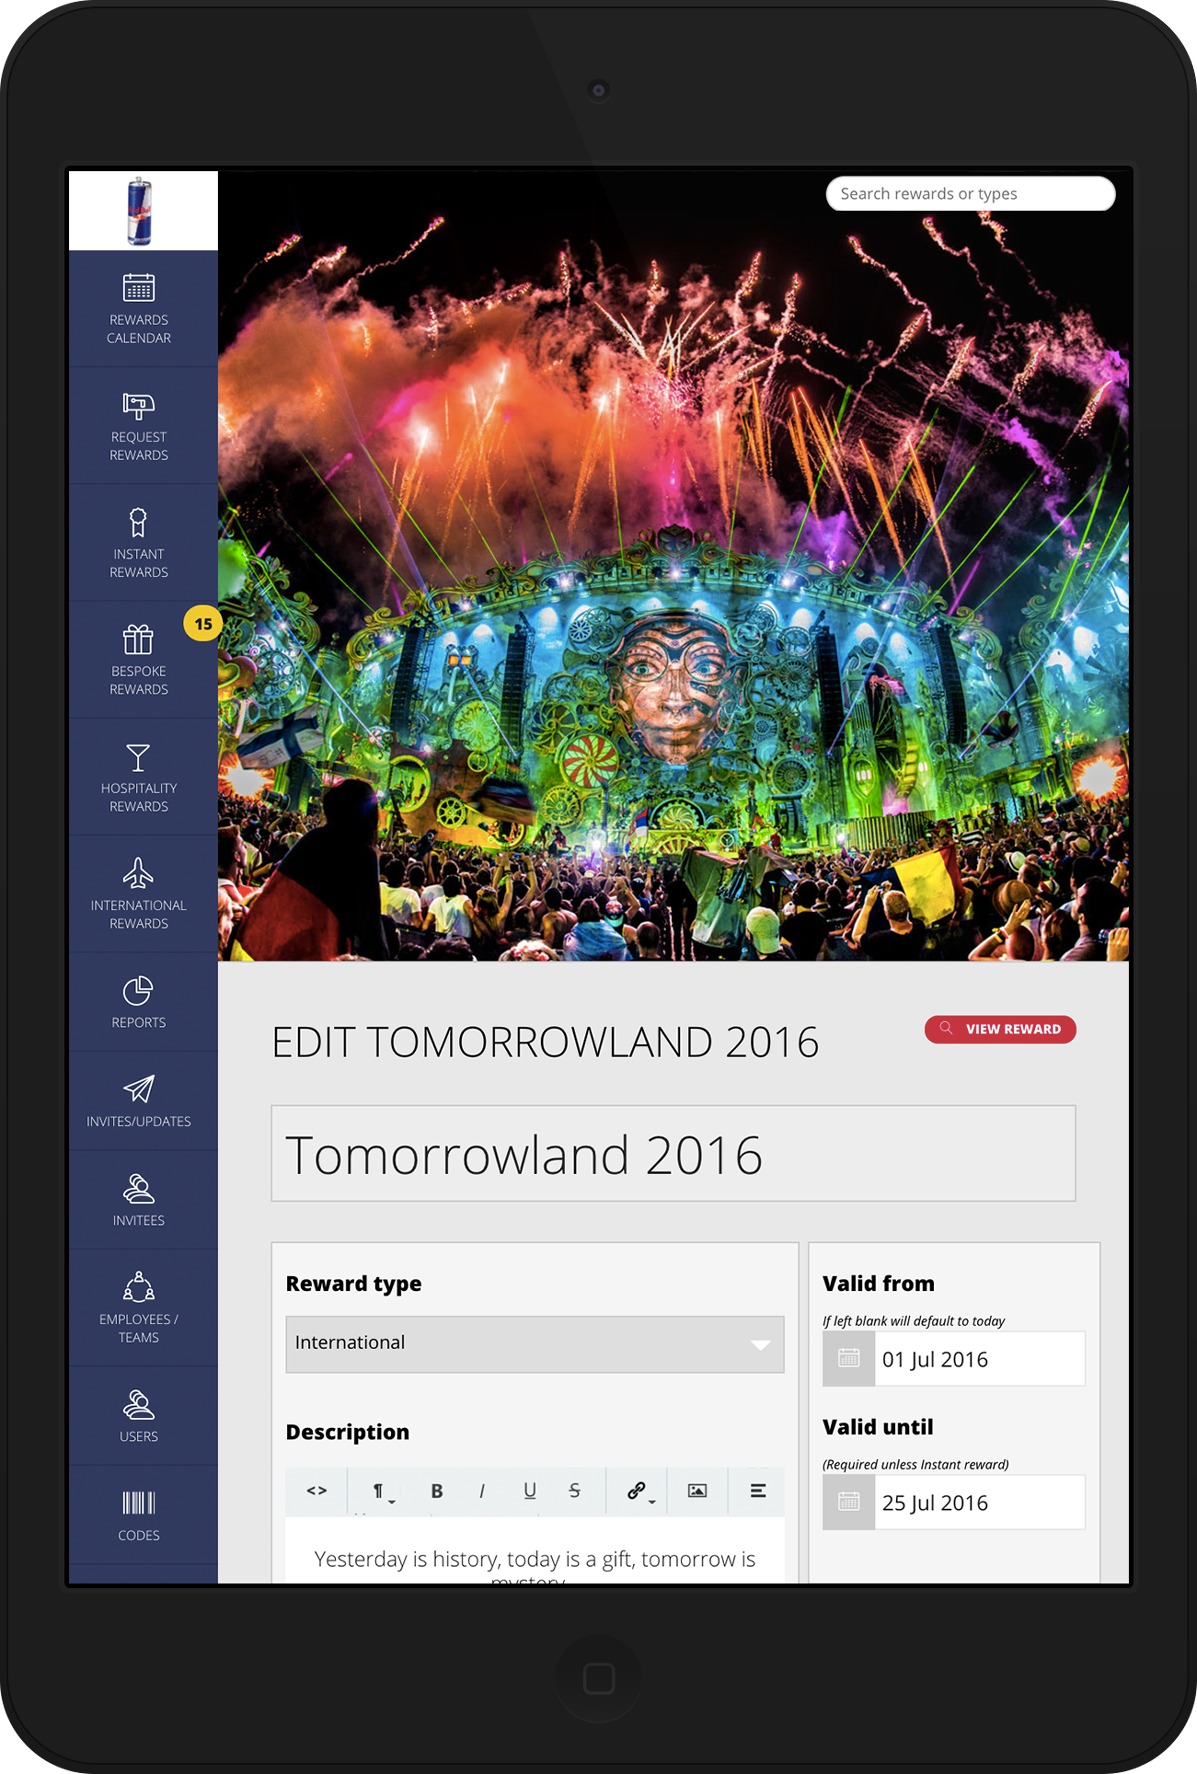 Red Bull
Search rewards or types
REWARDS
CALENDAR
REQUEST
REWARDS
INSTANT
REWARDS
15
BESPOKE
REWARDS
HOSPITALITY
REWARDS
INTERNATIONAL
REWARDS
REPORTS
INVITES/UPDATES
INVITEES
EMPLOYEES /
TEAMS
USERS
CODES
EDIT TOMORROWLAND 2016
VIEW REWARD
Tomorrowland 2016
Reward type
International
Description
<> ¶ B I U S
Yesterday is history, today is a gift, tomorrow is
mystery
Valid from
If left blank will default to today
01 Jul 2016
Valid until
(Required unless Instant reward)
25 Jul 2016